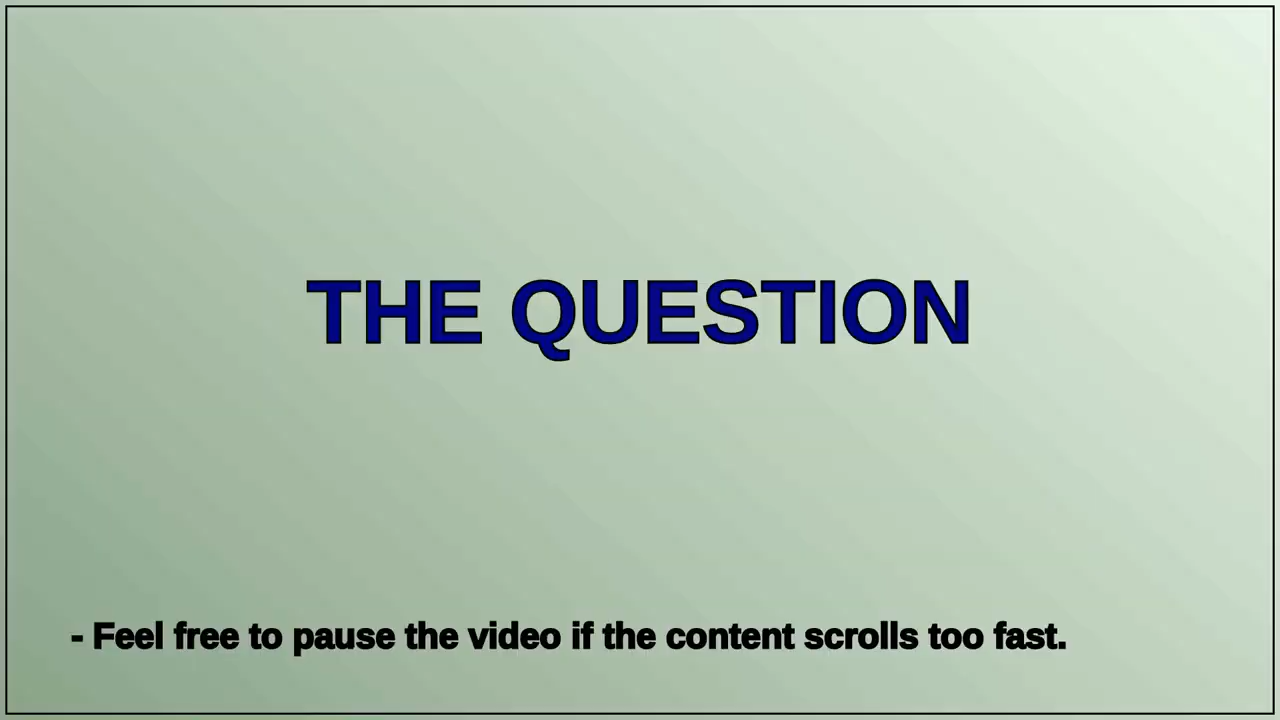 THE QUESTION
- Feel free to pause the video if the content scrolls too fast.